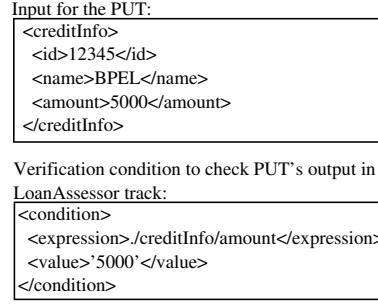 Input for the PUT:
<creditInfo>
<id>12345</id>
<name>BPEL</name>
<amount>5000</amount>
</creditInfo>
Verification condition to check PUT's output in
LoanAssessor track:
<condition>
<expression>./creditInfo/amount</expression>
<value>'5000'</value>
</condition>